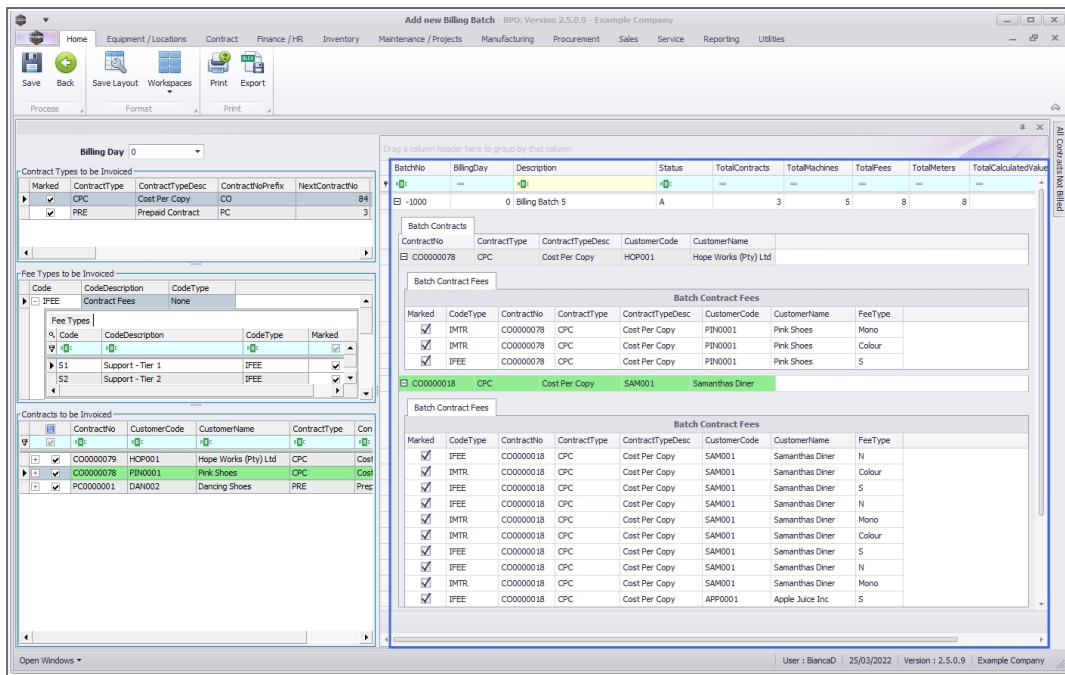 Add new Billing Batch - BPO: Version 2.5.0.9 - Example Company
Home Equipment / Locations Contract Finance / HR Inventory Maintenance / Projects Manufacturing Procurement Sales Service Reporting Utilities
Save Back Save Layout Workspaces Print Export
Process Format Print
Billing Day 0
Contract Types to be Invoiced
Marked ContractType ContractTypeDesc ContractNoPrefix NextContractNo
CPC Cost Per Copy CO 84
PRE Prepaid Contract PC 3
Fee Types to be Invoiced
Code CodeDescription CodeType
IFEE Contract Fees None
Fee Types
Code CodeDescription CodeType Marked
S1 Support - Tier 1 IFEE
S2 Support - Tier 2 IFEE
Contracts to be Invoiced
ContractNo CustomerCode CustomerName ContractType Con
CO0000079 HOP001 Hope Works (Pty) Ltd CPC Cost
CO0000078 PIN0001 Pink Shoes CPC Cost
PC0000001 DAN002 Dancing Shoes PRE Prep
Drag a column header here to group by that column
BatchNo BillingDay Description Status TotalContracts TotalMachines TotalFees TotalMeters TotalCalculatedValue
-1000 0 Billing Batch 5 A 3 5 8 8
Batch Contracts
ContractNo ContractType ContractTypeDesc CustomerCode CustomerName
CO0000078 CPC Cost Per Copy HOP001 Hope Works (Pty) Ltd
Batch Contract Fees
Batch Contract Fees
Marked CodeType ContractNo ContractType ContractTypeDesc CustomerCode CustomerName FeeType
IMTR CO0000078 CPC Cost Per Copy PIN0001 Pink Shoes Mono
IMTR CO0000078 CPC Cost Per Copy PIN0001 Pink Shoes Colour
IFEE CO0000078 CPC Cost Per Copy PIN0001 Pink Shoes S
CO0000018 CPC Cost Per Copy SAM001 Samanthas Diner
Batch Contract Fees
Batch Contract Fees
Marked CodeType ContractNo ContractType ContractTypeDesc CustomerCode CustomerName FeeType
IFEE CO0000018 CPC Cost Per Copy SAM001 Samanthas Diner N
IMTR CO0000018 CPC Cost Per Copy SAM001 Samanthas Diner Colour
IFEE CO0000018 CPC Cost Per Copy SAM001 Samanthas Diner S
IFEE CO0000018 CPC Cost Per Copy SAM001 Samanthas Diner N
IMTR CO0000018 CPC Cost Per Copy SAM001 Samanthas Diner Mono
IMTR CO0000018 CPC Cost Per Copy SAM001 Samanthas Diner Colour
IFEE CO0000018 CPC Cost Per Copy SAM001 Samanthas Diner S
IFEE CO0000018 CPC Cost Per Copy SAM001 Samanthas Diner N
IMTR CO0000018 CPC Cost Per Copy SAM001 Samanthas Diner Mono
IFEE CO0000018 CPC Cost Per Copy APP0001 Apple Juice Inc S
All Contracts Not Billed
Open Windows User : BiancaD 25/03/2022 Version : 2.5.0.9 Example Company